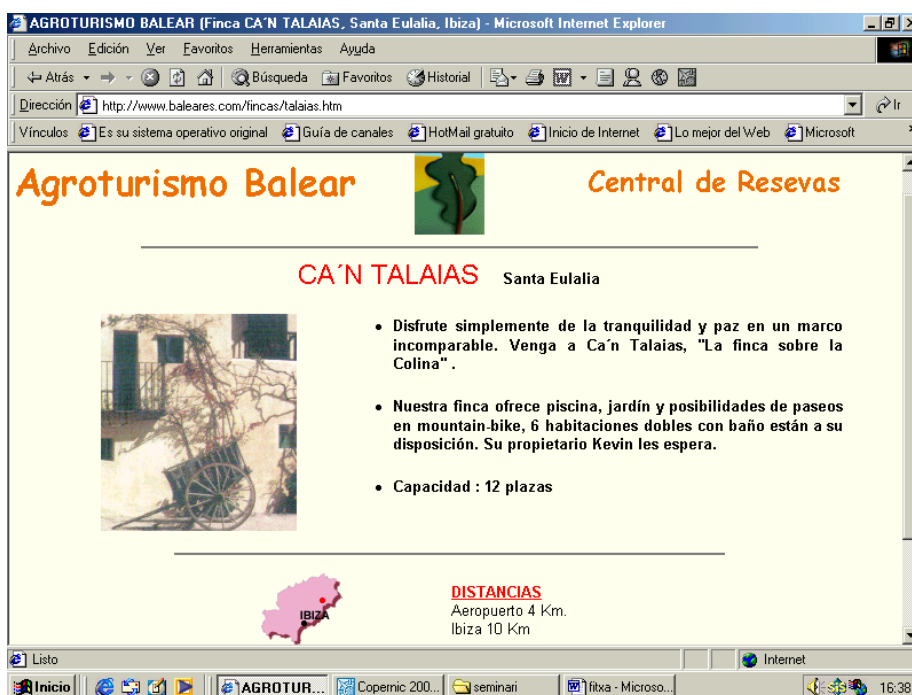 AGROTURISMO BALEAR (Finca CA´N TALAIAS, Santa Eulalia, Ibiza) - Microsoft Internet Explorer
Archivo Edición Ver Favoritos Herramientas Ayuda
Atrás Búsqueda Favoritos Historial
Dirección http://www.baleares.com/fincas/talaias.htm Ir
Vínculos Es su sistema operativo original Guía de canales HotMail gratuito Inicio de Internet Lo mejor del Web Microsoft
Agroturismo Balear Central de Resevas
CA´N TALAIAS Santa Eulalia
• Disfrute simplemente de la tranquilidad y paz en un marco
incomparable. Venga a Ca´n Talaias, "La finca sobre la
Colina" .
• Nuestra finca ofrece piscina, jardín y posibilidades de paseos
en mountain-bike, 6 habitaciones dobles con baño están a su
disposición. Su propietario Kevin les espera.
• Capacidad : 12 plazas
IBIZA
DISTANCIAS
Aeropuerto 4 Km.
Ibiza 10 Km
Listo Internet
Inicio AGROTUR... Copernic 200... seminari fitxa - Microso... 16:38